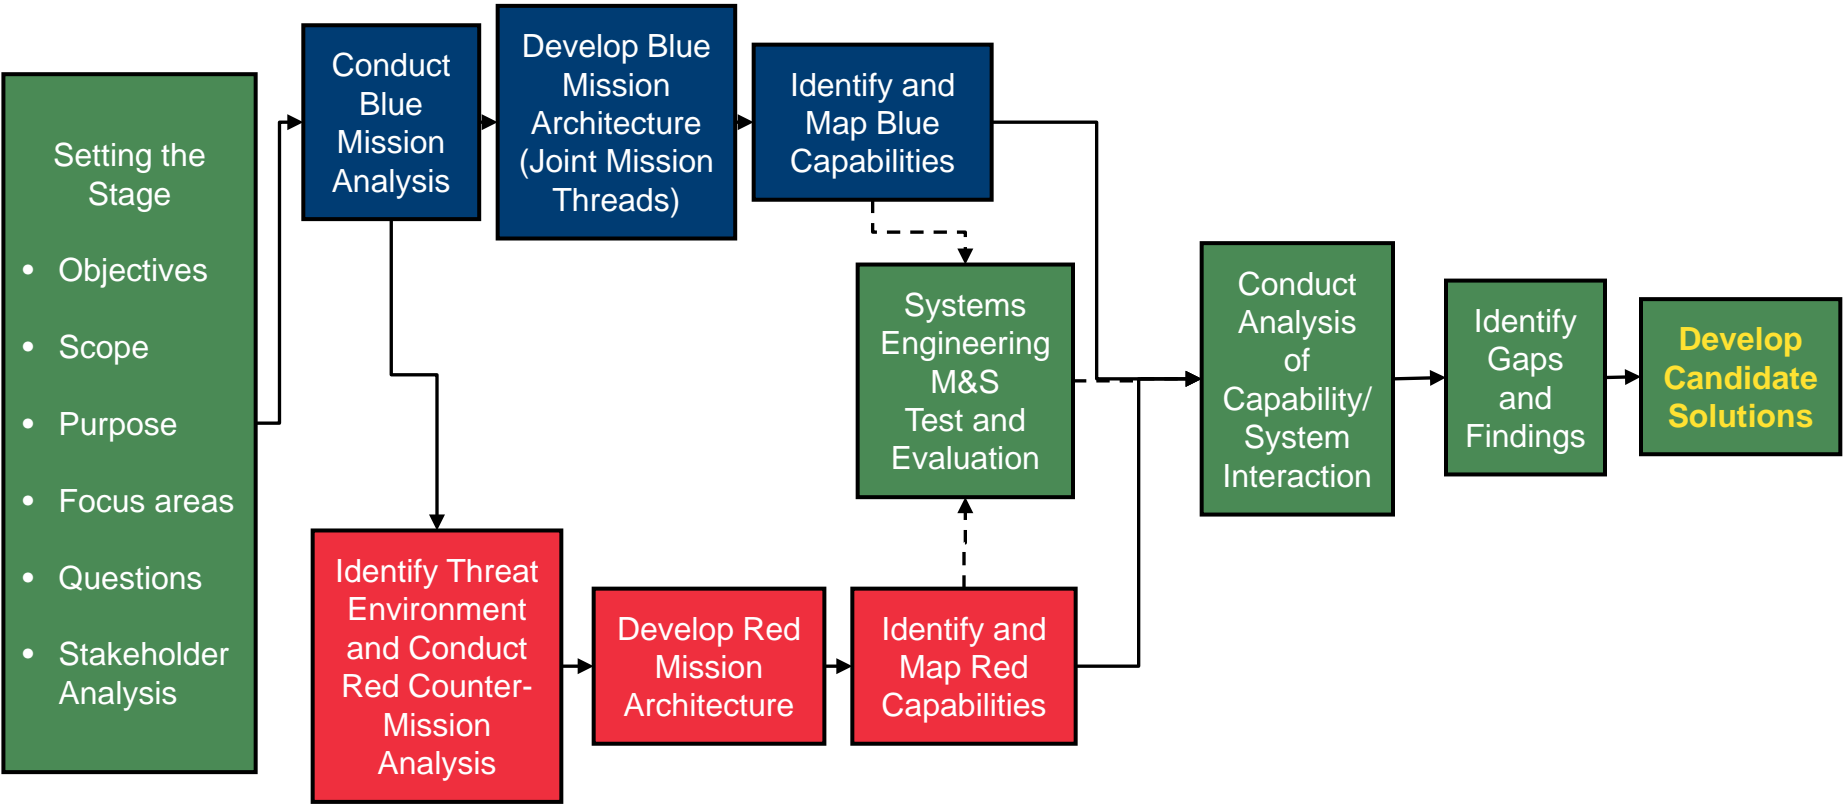 Setting the
Stage
• Objectives
• Scope
• Purpose
• Focus areas
• Questions
• Stakeholder
Analysis
Conduct
Blue
Mission
Analysis
Develop Blue
Mission
Architecture
(Joint Mission
Threads)
Identify and
Map Blue
Capabilities
Identify Threat
Environment
and Conduct
Red Counter-
Mission
Analysis
Develop Red
Mission
Architecture
Identify and
Map Red
Capabilities
Systems
Engineering
M&S
Test and
Evaluation
Conduct
Analysis
of
Capability/
System
Interaction
Identify
Gaps
and
Findings
Develop
Candidate
Solutions